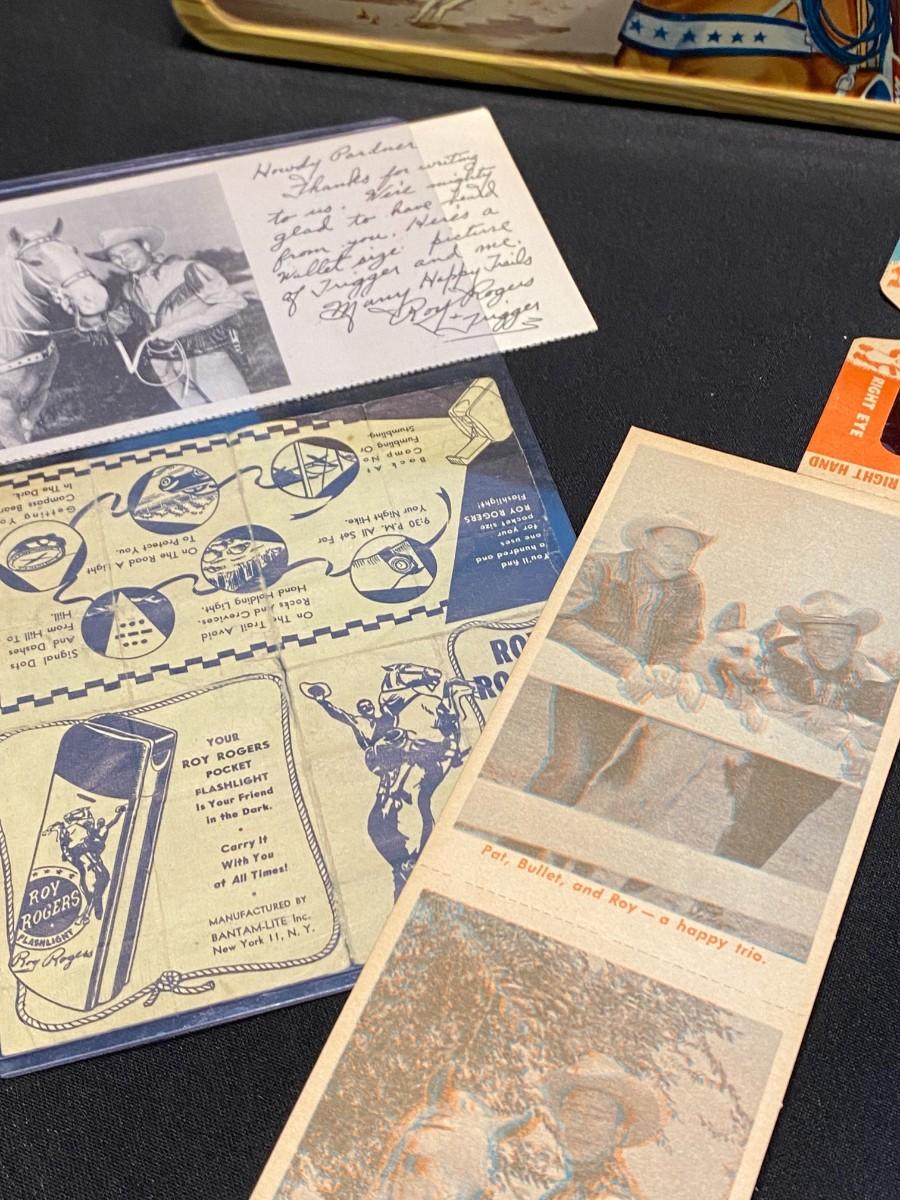 Howdy Pardner
Thanks for writing
to us. We're mighty
glad to have heard
from you. Here's a
wallet size picture
of Trigger and me.
Many Happy Trails
Roy Rogers
+ Trigger
RIGHT EYE
RIGHT HAND
You'll find
a hundred and
one uses
for your
pocket size
ROY ROGERS
Flashlight!
9:30 P.M. All Set For
Your Night Hike.
On The Trail Avoid
Rocks And Crevices.
Hand Holding Light.
Signal Dots
And Dashes
From Hill To
Hill.
Getting Yo
Compass Bear
In The Dark.
On The Road A Light
To Protect You.
Back At
Camp No
Fumbling Or
Stumbling.
YOUR
ROY ROGERS
POCKET
FLASHLIGHT
Is Your Friend
in the Dark.
Carry It
With You
at All Times!
MANUFACTURED BY
BANTAM-LITE Inc.
New York 11, N. Y.
ROY
ROGERS
FLASHLIGHT
Roy Rogers
RO
RO
Pat, Bullet, and Roy — a happy trio.